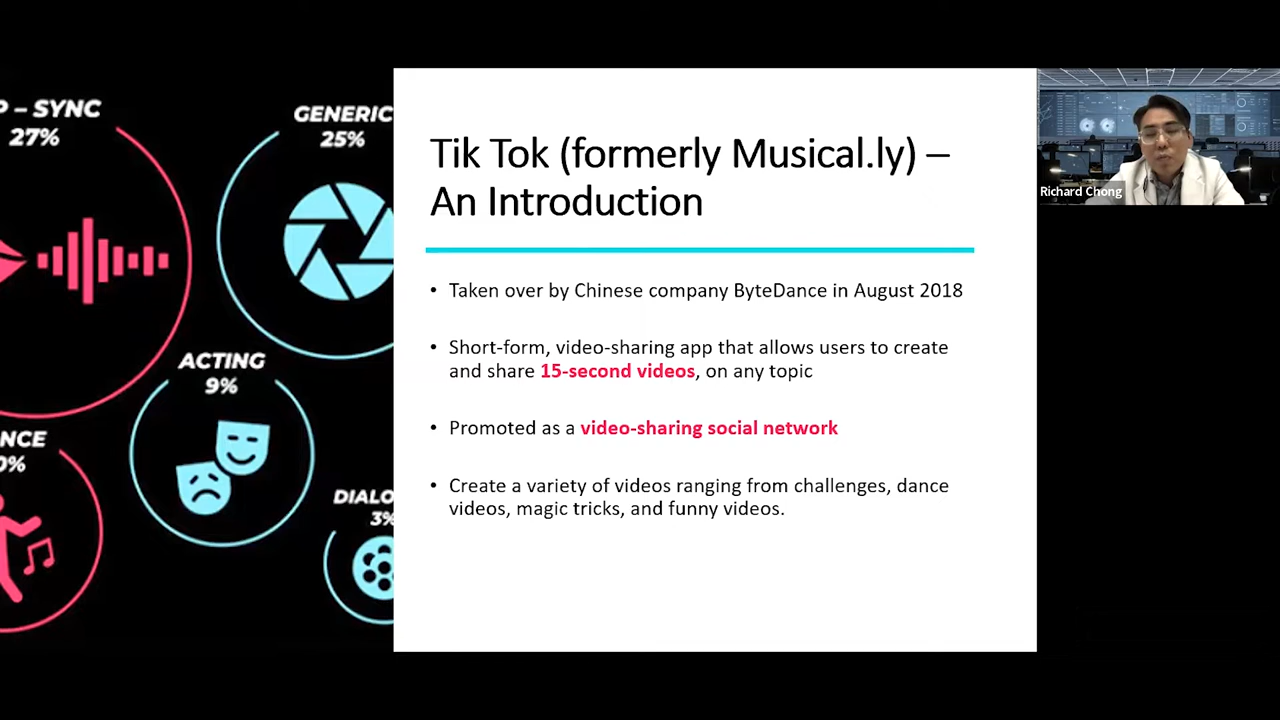 P – SYNC
27%
GENERIC
25%
ACTING
9%
NCE
0%
DIALO
3%
Tik Tok (formerly Musical.ly) –
An Introduction
• Taken over by Chinese company ByteDance in August 2018
• Short-form, video-sharing app that allows users to create
and share 15-second videos, on any topic
• Promoted as a video-sharing social network
• Create a variety of videos ranging from challenges, dance
videos, magic tricks, and funny videos.
Richard Chong